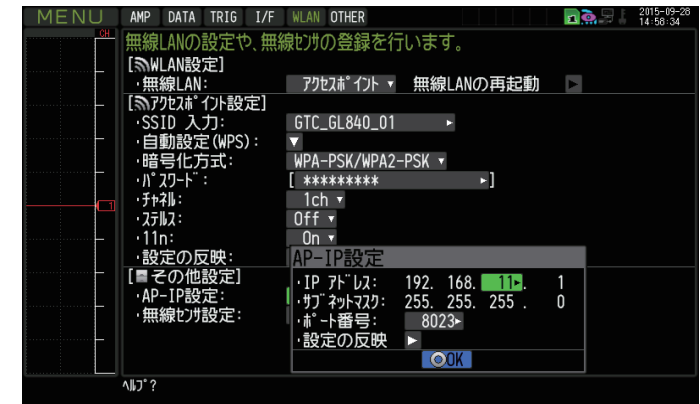 MENU AMP DATA TRIG I/F WLAN OTHER 2015-09-28
14:58:34
CH
無線LANの設定や、無線ｾﾝｻの登録を行います。
[WLAN設定]
・無線LAN: ｱｸｾｽﾎﾟｲﾝﾄ ▼ 無線LANの再起動 ▶
[ｱｸｾｽﾎﾟｲﾝﾄ設定]
・SSID 入力: GTC_GL840_01 ▶
・自動設定(WPS): ▼
・暗号化方式: WPA-PSK/WPA2-PSK ▼
・ﾊﾟｽﾜｰﾄﾞ: [ ********* ▶]
・ﾁｬﾈﾙ: 1ch ▼
1
・ｽﾃﾙｽ: Off ▼
・11n: On ▼
・設定の反映:
[その他設定]
・AP-IP設定:
・無線ｾﾝｻ設定:
AP-IP設定
・IP ｱﾄﾞﾚｽ: 192. 168. 11▶. 1
・ｻﾌﾞﾈｯﾄﾏｽｸ: 255. 255. 255 . 0
・ﾎﾟｰﾄ番号: 8023▶
・設定の反映 ▶
OK
ﾍﾙﾌﾟ?